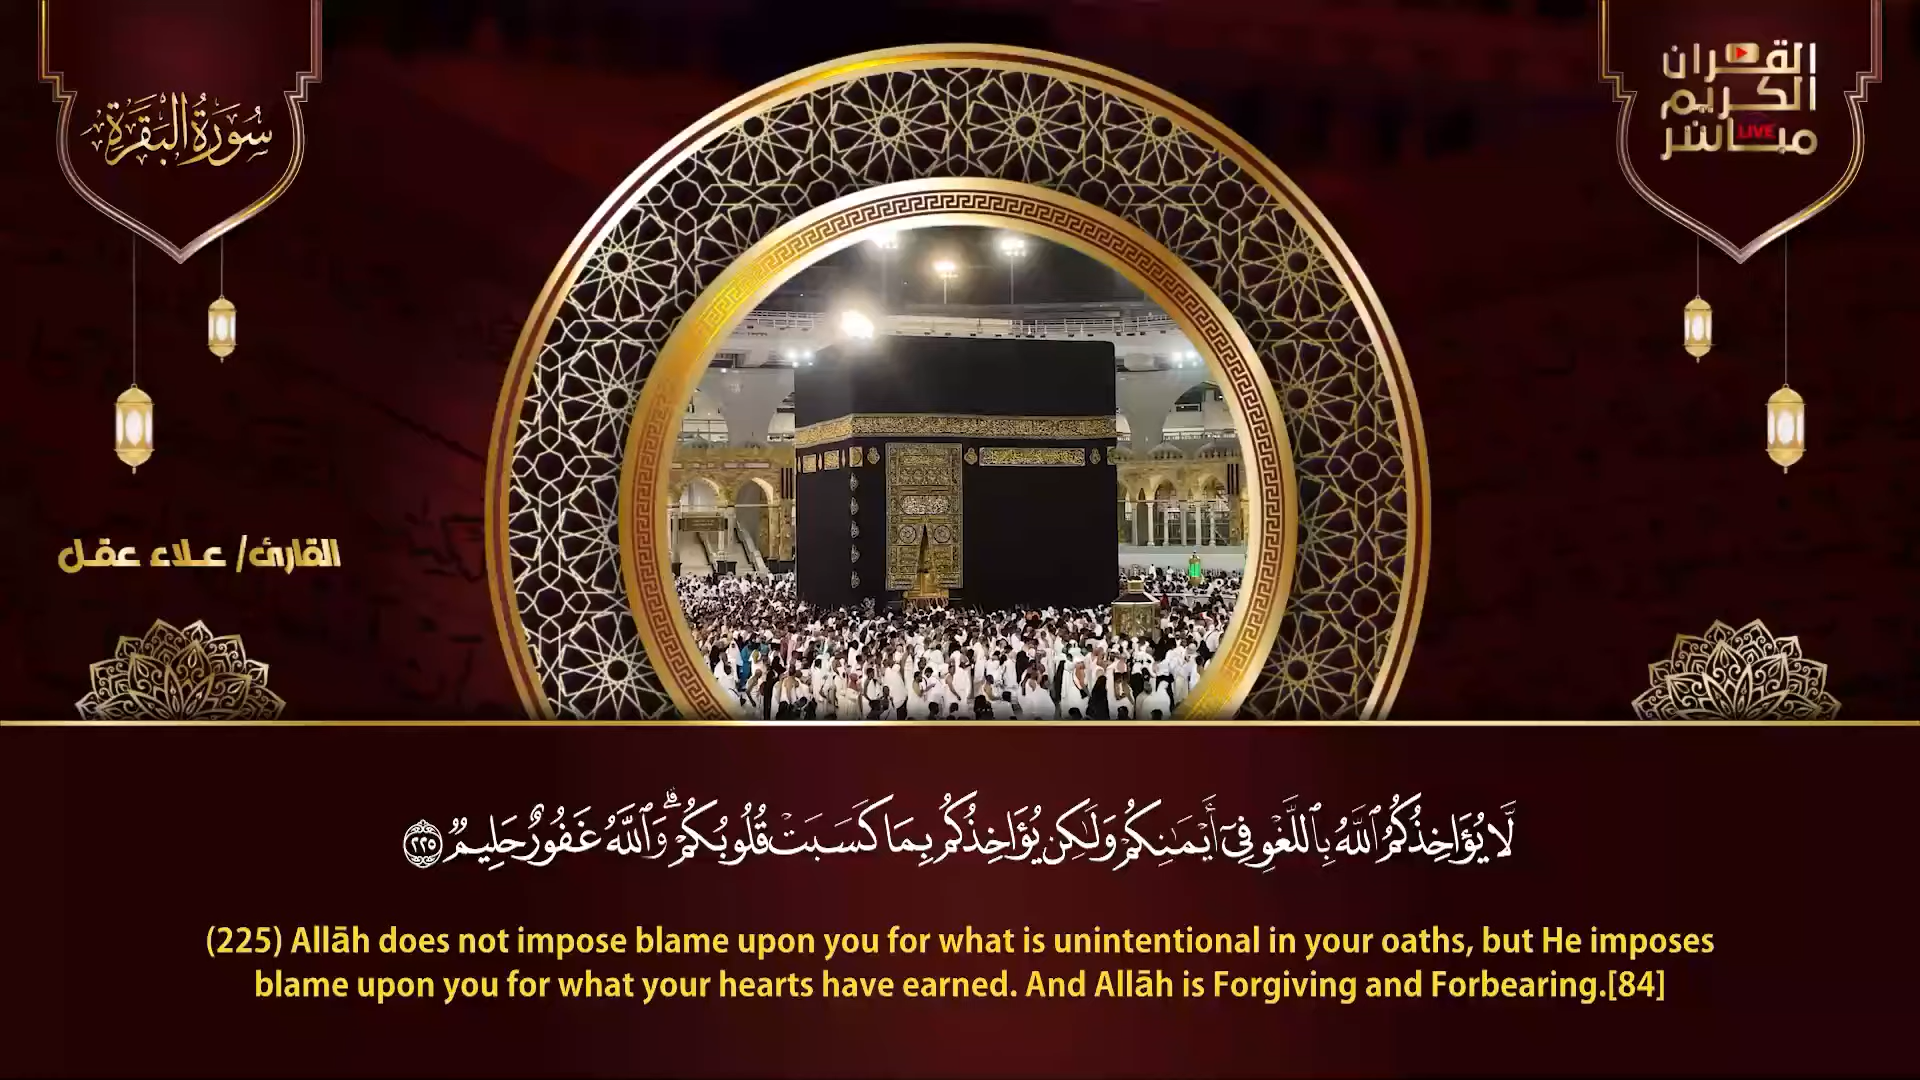 سُورَةُ البَقَرَةِ
القرآن
الكريم
مباشر
LIVE
القارئ/ علاء عقل
لَّا يُؤَاخِذُكُمُ ٱللَّهُ بِٱللَّغْوِ فِىٓ أَيْمَـٰنِكُمْ وَلَـٰكِن يُؤَاخِذُكُم بِمَا كَسَبَتْ قُلُوبُكُمْ ۗ وَٱللَّهُ غَفُورٌ حَلِيمٌ ٢٢٥
(225) Allāh does not impose blame upon you for what is unintentional in your oaths, but He imposes
blame upon you for what your hearts have earned. And Allāh is Forgiving and Forbearing.[84]